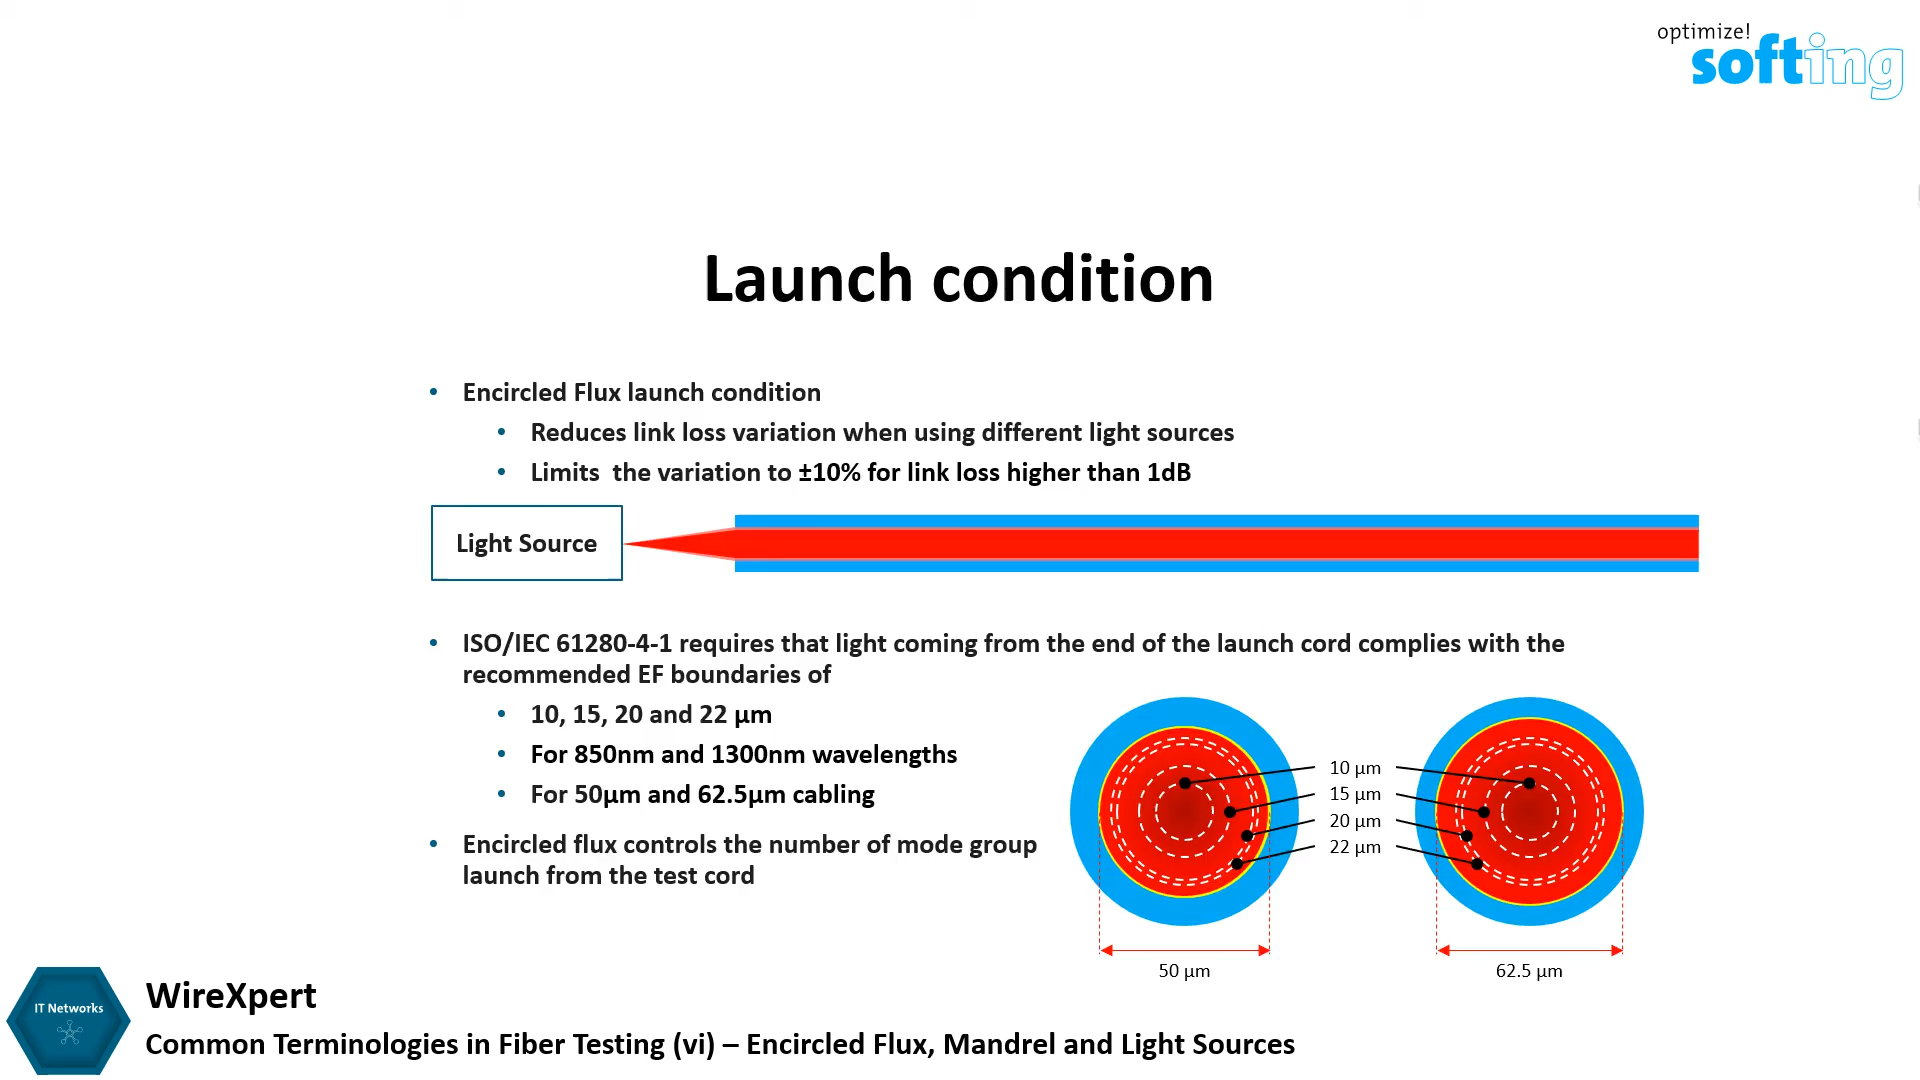 optimize!
softing
Launch condition
• Encircled Flux launch condition
• Reduces link loss variation when using different light sources
• Limits  the variation to ±10% for link loss higher than 1dB
Light Source
• ISO/IEC 61280-4-1 requires that light coming from the end of the launch cord complies with the
recommended EF boundaries of
• 10, 15, 20 and 22 µm
• For 850nm and 1300nm wavelengths
• For 50µm and 62.5µm cabling
• Encircled flux controls the number of mode group
launch from the test cord
10 µm
15 µm
20 µm
22 µm
50 µm
62.5 µm
IT Networks
WireXpert
Common Terminologies in Fiber Testing (vi) – Encircled Flux, Mandrel and Light Sources